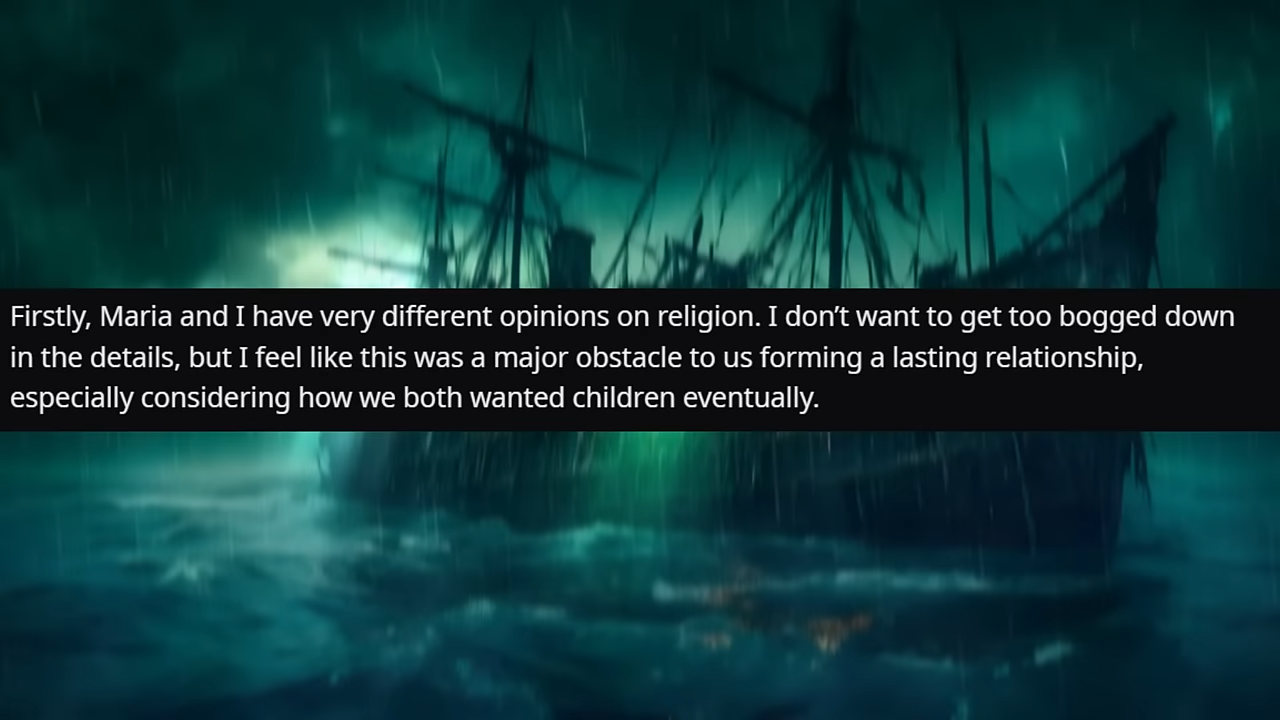 Firstly, Maria and I have very different opinions on religion. I don’t want to get too bogged down
in the details, but I feel like this was a major obstacle to us forming a lasting relationship,
especially considering how we both wanted children eventually.